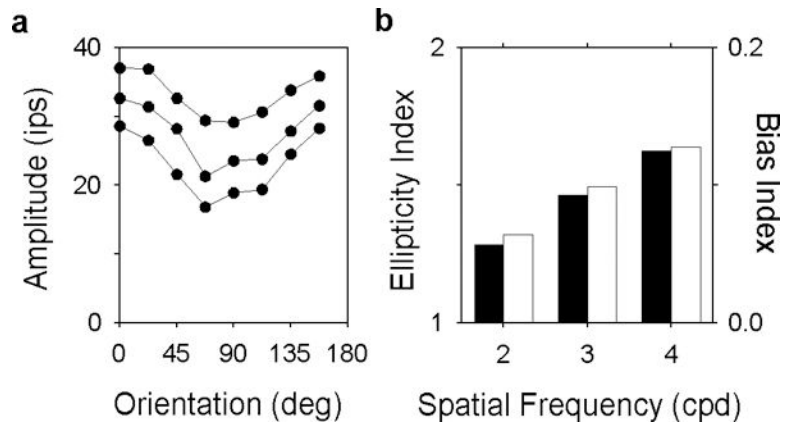 a
b
40
20
0
Amplitude (ips)
0 45 90 135 180
Orientation (deg)
2
1
Ellipticity Index
0.2
0.0
Bias Index
2 3 4
Spatial Frequency (cpd)